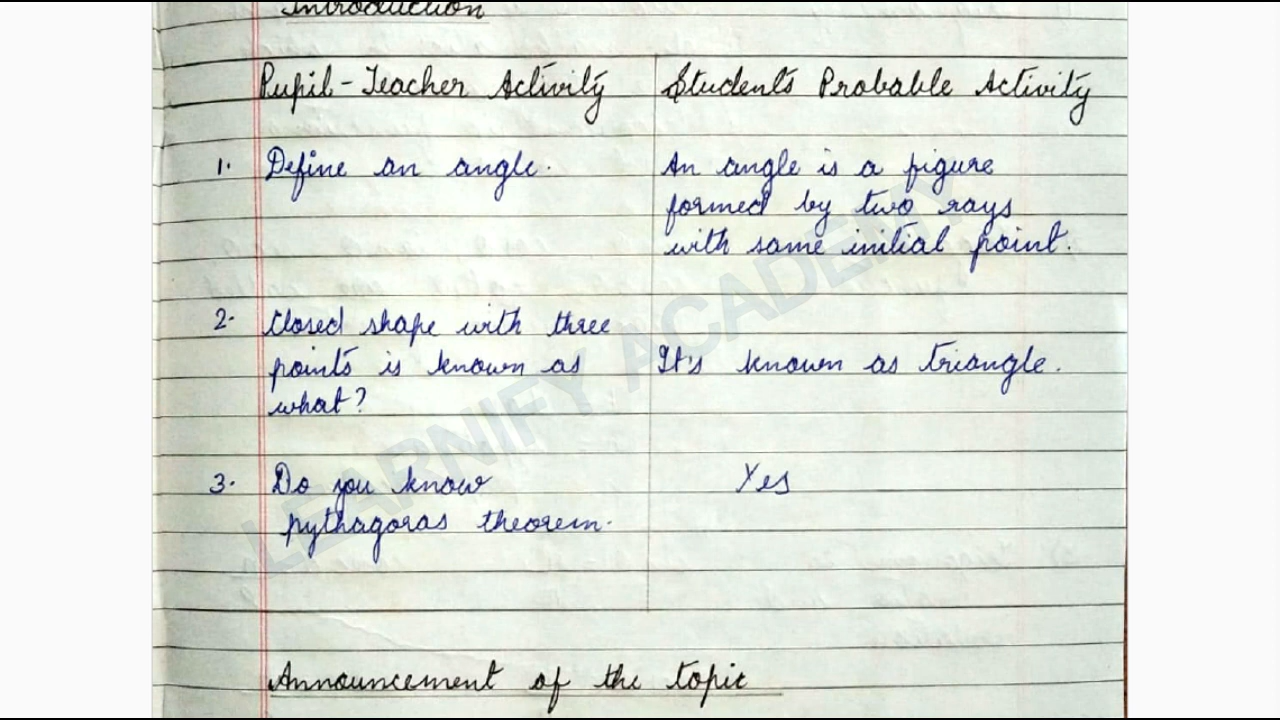 Introduction
Pupil-Teacher Activity
Students Probable Activity
1. Define an angle.
An angle is a figure
formed by two rays
with same initial point.
2. Closed shape with three
points is known as
what?
It's known as triangle.
3. Do you know
pythagoras theorem.
Yes
Announcement of the topic
LEARNIFY ACADEMY